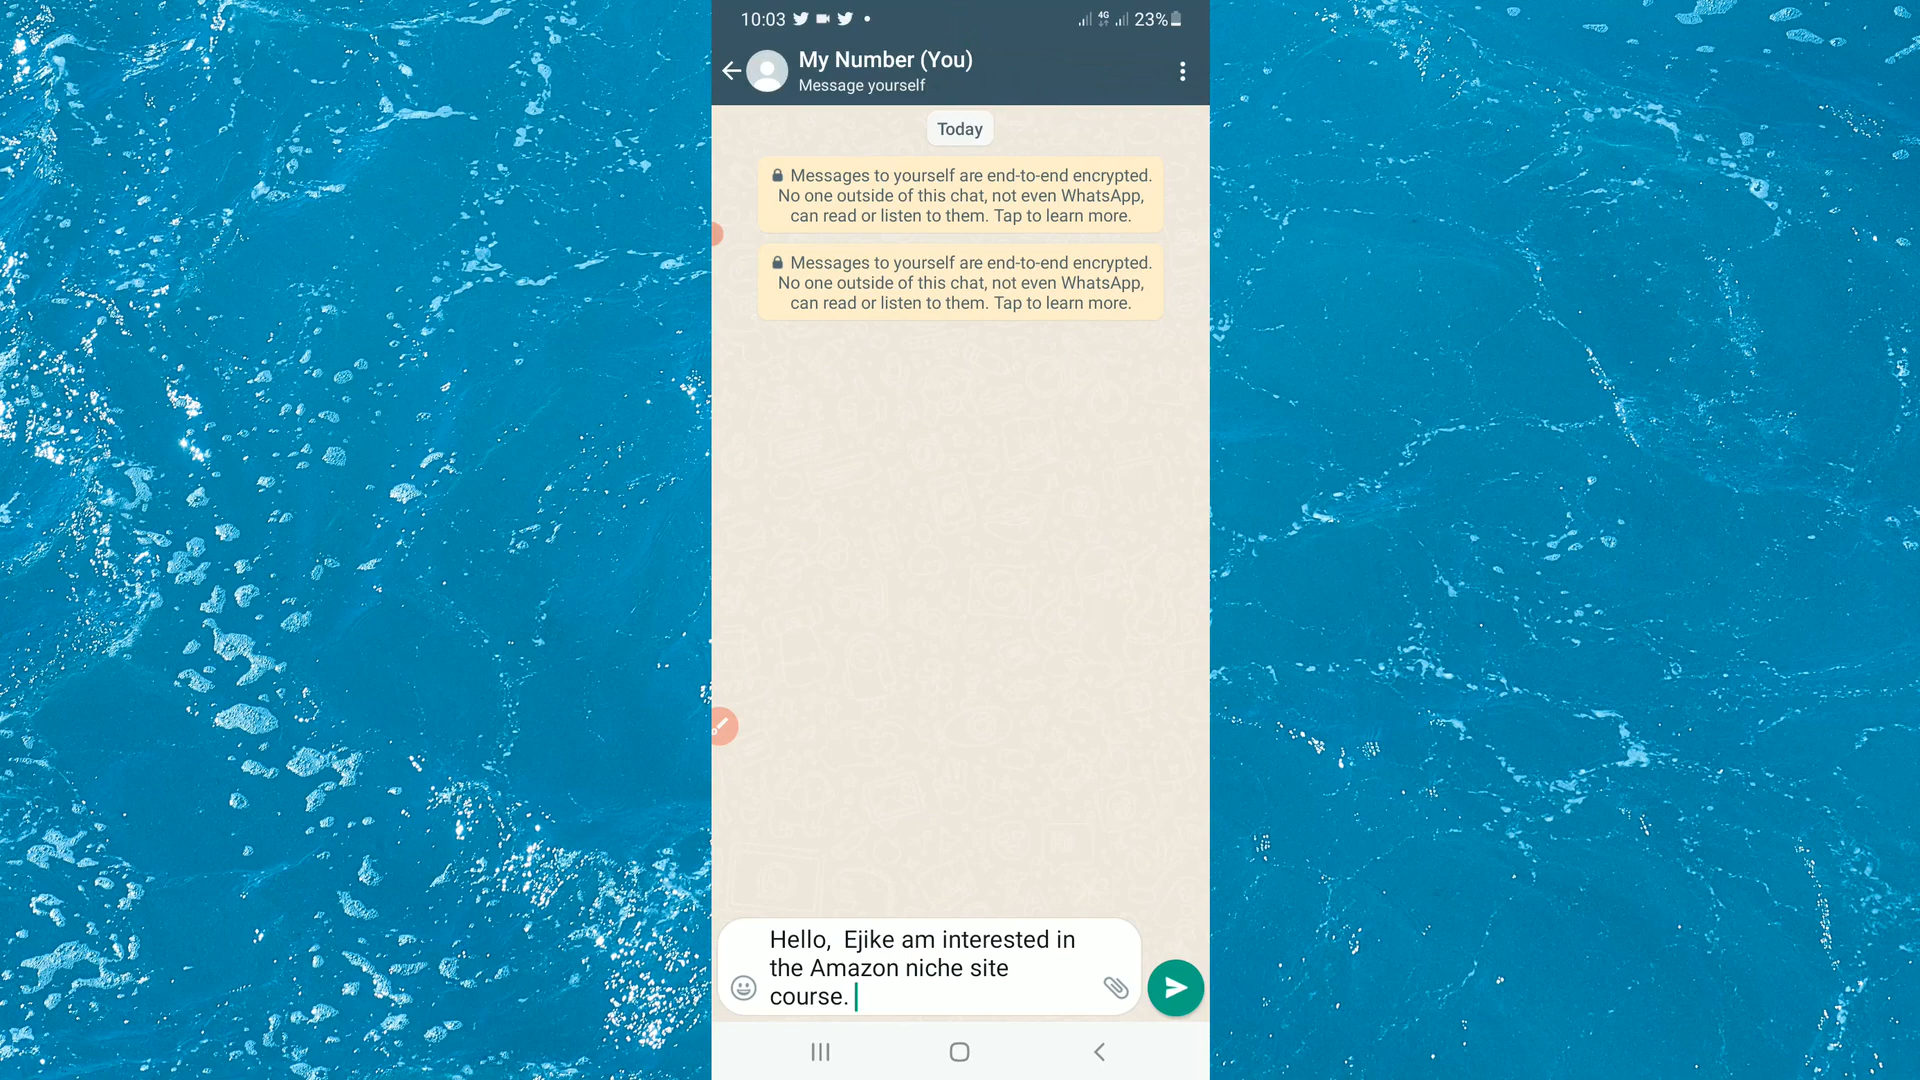 10:03 4G 23%
My Number (You)
Message yourself
Today
Messages to yourself are end-to-end encrypted.
No one outside of this chat, not even WhatsApp,
can read or listen to them. Tap to learn more.
Messages to yourself are end-to-end encrypted.
No one outside of this chat, not even WhatsApp,
can read or listen to them. Tap to learn more.
Hello,  Ejike am interested in
the Amazon niche site
course.